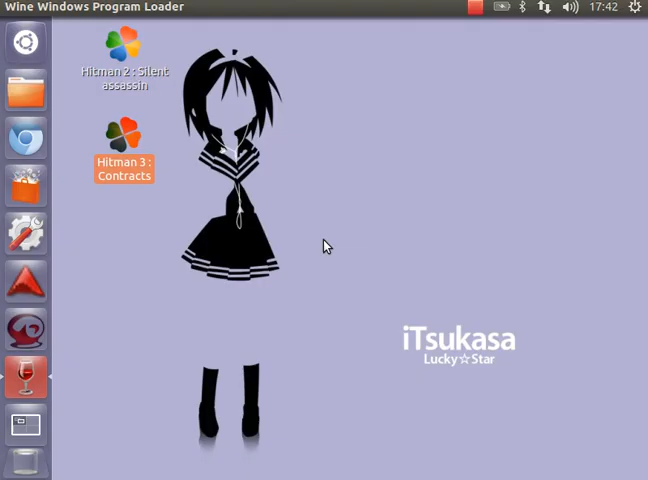 Wine Windows Program Loader
17:42
Hitman 2 : Silent
assassin
Hitman 3 :
Contracts
iTsukasa
Lucky☆Star